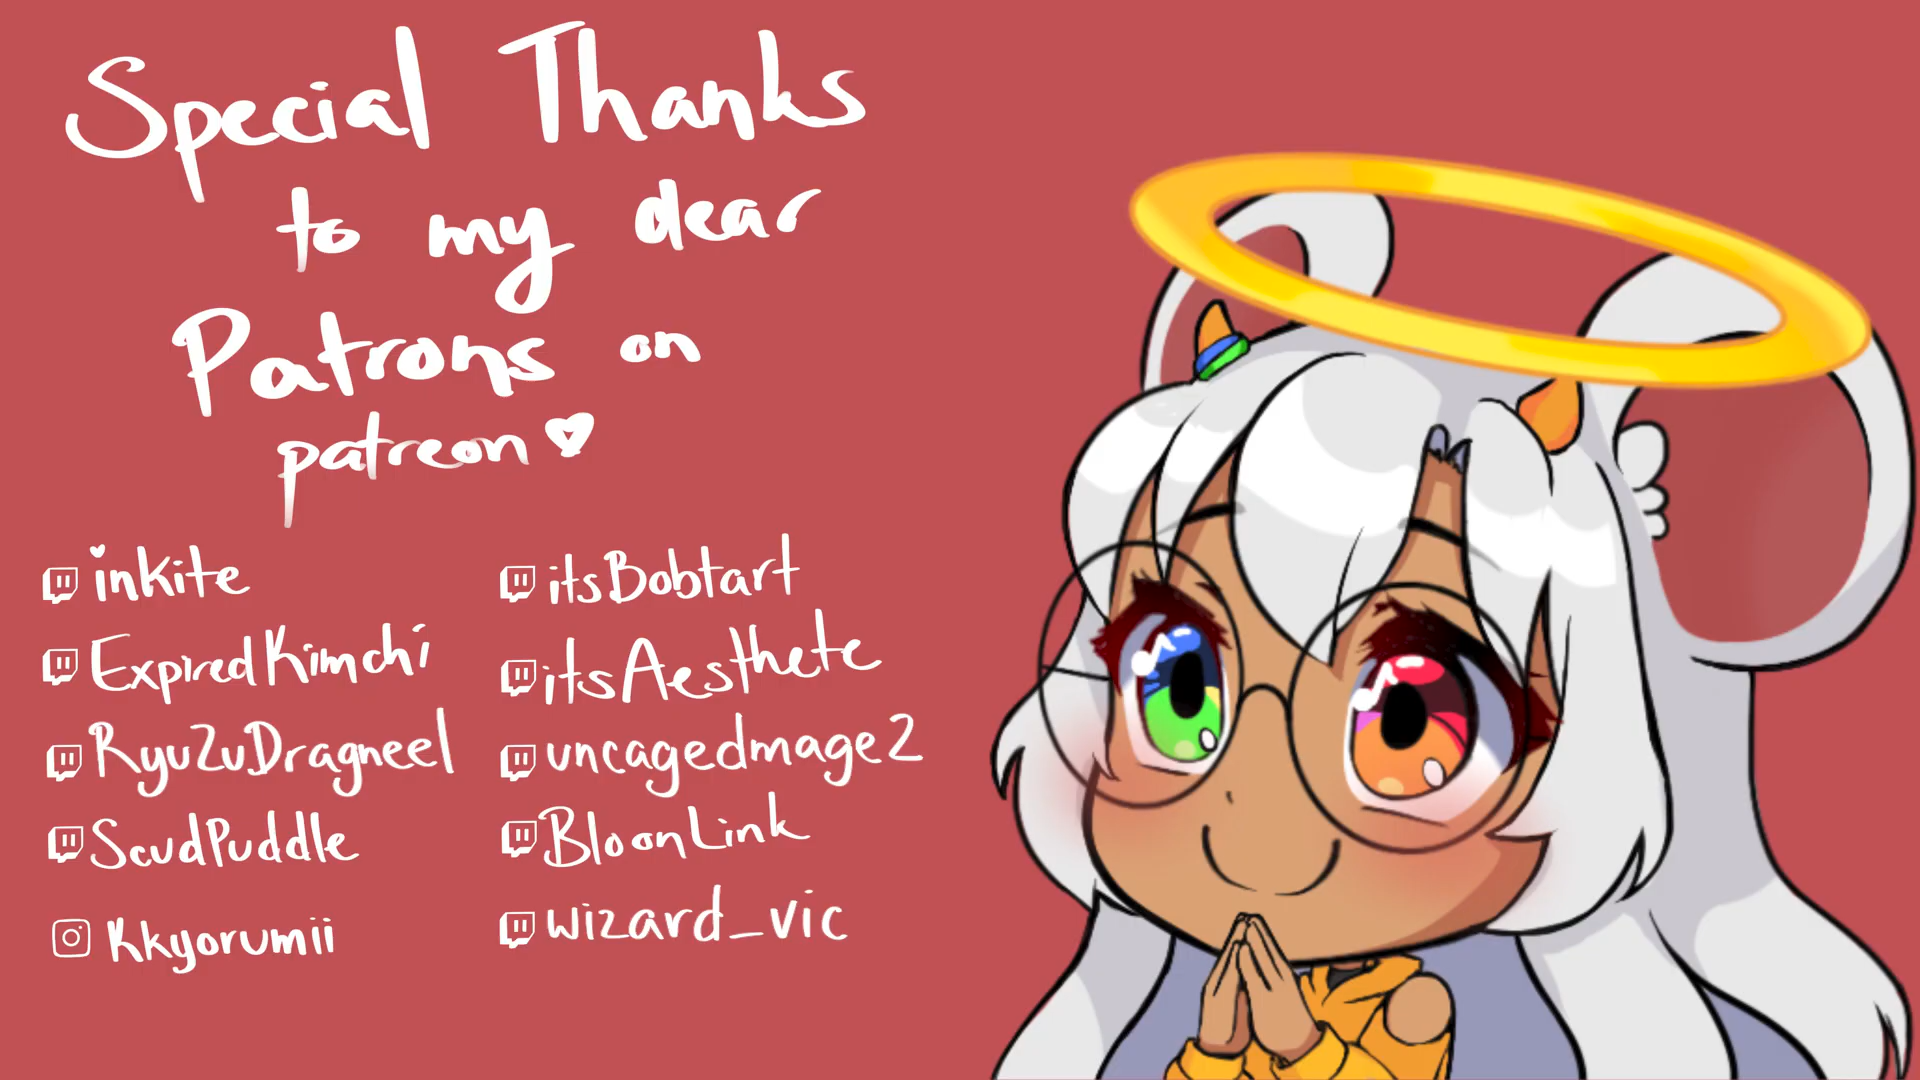 Special Thanks
to my dear
Patrons on
patreon
inkite
ExpiredKimchi
RyuZuDragneel
ScudPuddle
Kkyorumii
itsBobtart
itsAesthete
uncagedmage2
BloonLink
wizard_vic